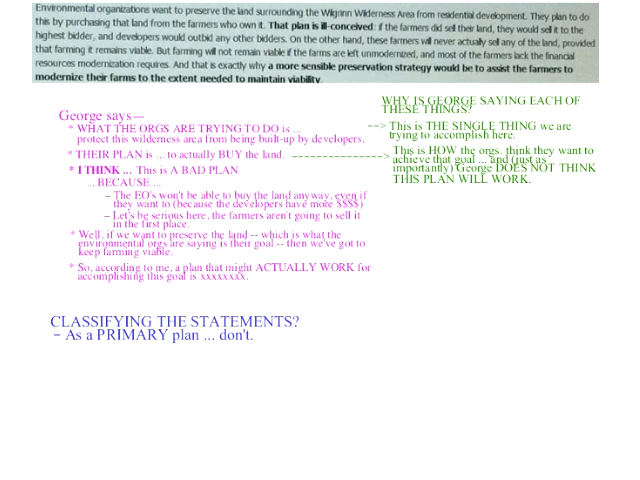 Environmental organizations want to preserve the land surrounding the Wilgrinn Wilderness Area from residential development. They plan to do
this by purchasing that land from the farmers who own it. That plan is ill-conceived: if the farmers did sell their land, they would sell it to the
highest bidder, and developers would outbid any other bidders. On the other hand, these farmers will never actually sell any of the land, provided
that farming it remains viable. But farming will not remain viable if the farms are left unmodernized, and most of the farmers lack the financial
resources modernization requires. And that is exactly why a more sensible preservation strategy would be to assist the farmers to
modernize their farms to the extent needed to maintain viability.
WHY IS GEORGE SAYING EACH OF
THESE THINGS?
George says—
* WHAT THE ORGS ARE TRYING TO DO is ...
protect this wilderness area from being built-up by developers.
--> This is THE SINGLE THING we are
trying to accomplish here.
* THEIR PLAN is ... to actually BUY the land. --------------->
This is HOW the orgs. think they want to
achieve that goal ... and (just as
importantly) George DOES NOT THINK
THIS PLAN WILL WORK.
* I THINK ... This is A BAD PLAN
... BECAUSE ...
– The EO's won't be able to buy the land anyway, even if
they want to (because the developers have more $$$$)
– Let's be serious here, the farmers aren't going to sell it
in the first place.
* Well, if we want to preserve the land -- which is what the
environmental orgs are saying is their goal -- then we've got to
keep farming viable.
* So, according to me, a plan that might ACTUALLY WORK for
accomplishing this goal is xxxxxxxx.
CLASSIFYING THE STATEMENTS?
– As a PRIMARY plan ... don't.